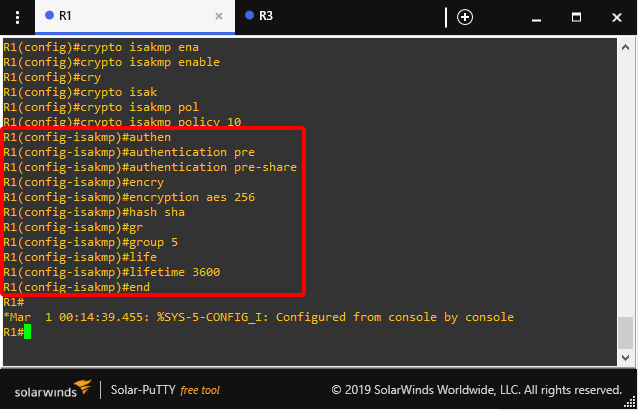 R1
R3
R1(config)#crypto isakmp ena
R1(config)#crypto isakmp enable
R1(config)#cry
R1(config)#crypto isak
R1(config)#crypto isakmp pol
R1(config)#crypto isakmp policy 10
R1(config-isakmp)#authen
R1(config-isakmp)#authentication pre
R1(config-isakmp)#authentication pre-share
R1(config-isakmp)#encry
R1(config-isakmp)#encryption aes 256
R1(config-isakmp)#hash sha
R1(config-isakmp)#gr
R1(config-isakmp)#group 5
R1(config-isakmp)#life
R1(config-isakmp)#lifetime 3600
R1(config-isakmp)#end
R1#
*Mar  1 00:14:39.455: %SYS-5-CONFIG_I: Configured from console by console
R1#
solarwinds Solar-PuTTY free tool © 2019 SolarWinds Worldwide, LLC. All rights reserved.